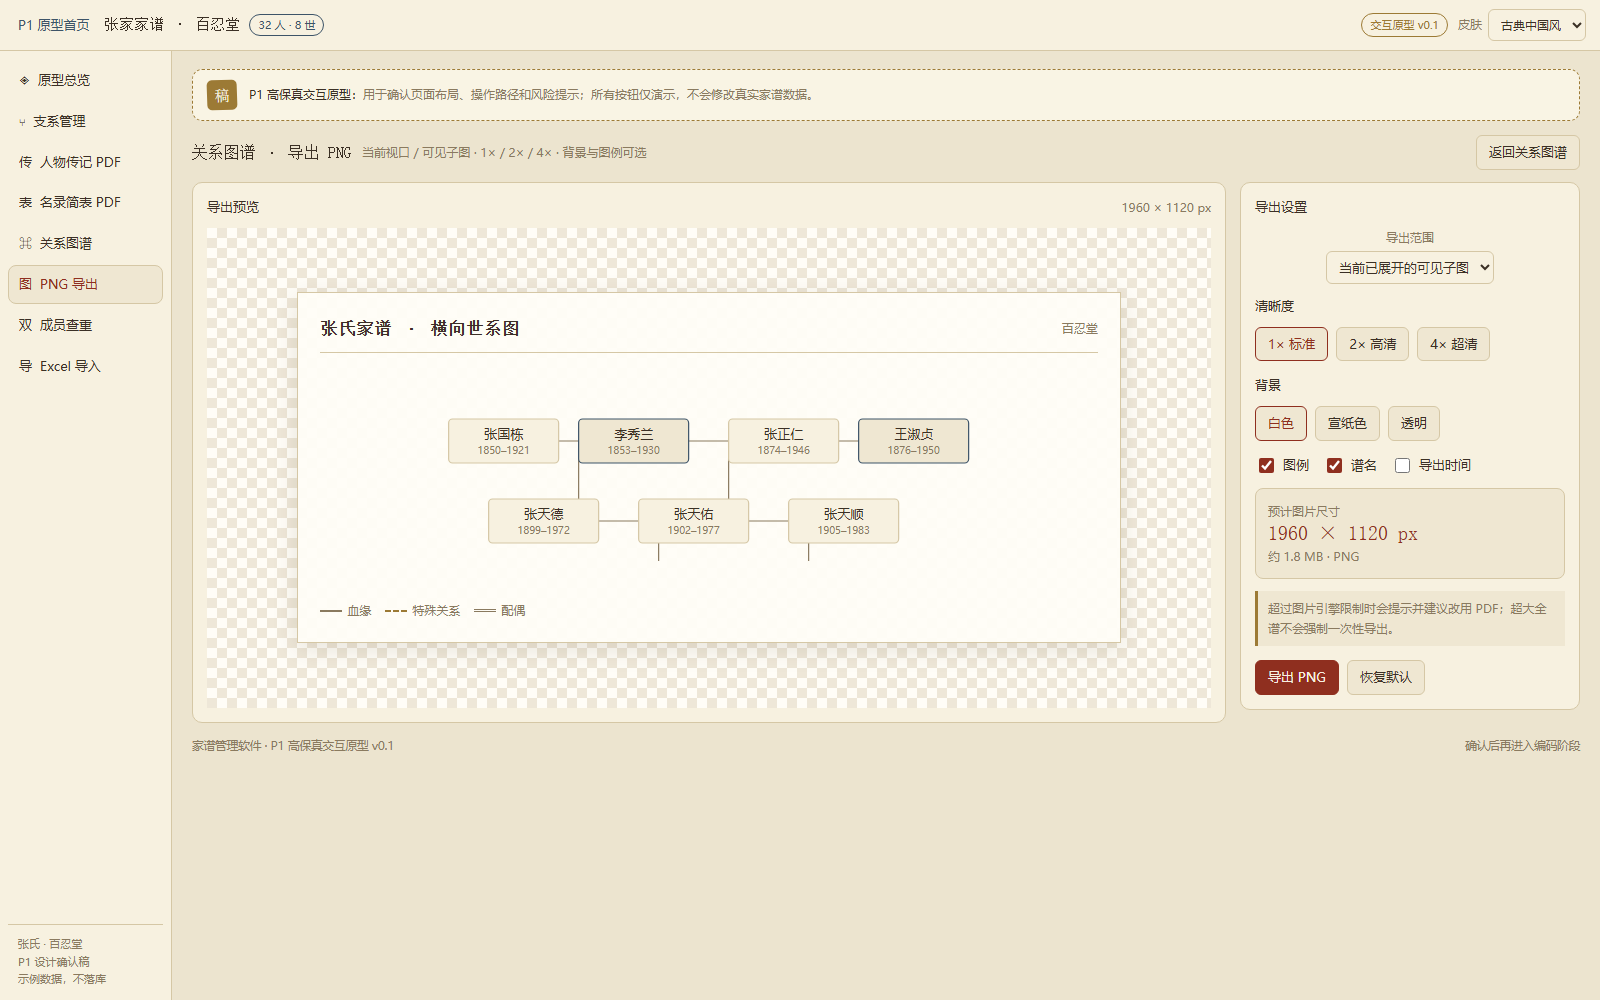 P1 原型首页 张家家谱 · 百忍堂 32 人 · 8 世 交互原型 v0.1 皮肤 古典中国风
原型总览
支系管理
传 人物传记 PDF
表 名录简表 PDF
⌘ 关系图谱
图 PNG 导出
双 成员查重
导 Excel 导入
张氏 · 百忍堂
P1 设计确认稿
示例数据，不落库
稿 P1 高保真交互原型：用于确认页面布局、操作路径和风险提示；所有按钮仅演示，不会修改真实家谱数据。
关系图谱 · 导出 PNG 当前视口 / 可见子图 · 1× / 2× / 4× · 背景与图例可选 返回关系图谱
导出预览 1960 × 1120 px
张氏家谱 · 横向世系图 百忍堂
张国栋 李秀兰 张正仁 王淑贞
1850–1921 1853–1930 1874–1946 1876–1950
张天德 张天佑 张天顺
1899–1972 1902–1977 1905–1983
血缘 特殊关系 配偶
导出设置
导出范围
当前已展开的可见子图
清晰度
1× 标准 2× 高清 4× 超清
背景
白色 宣纸色 透明
图例 谱名 导出时间
预计图片尺寸
1960 × 1120 px
约 1.8 MB · PNG
超过图片引擎限制时会提示并建议改用 PDF；超大全
谱不会强制一次性导出。
导出 PNG 恢复默认
家谱管理软件 · P1 高保真交互原型 v0.1 确认后再进入编码阶段